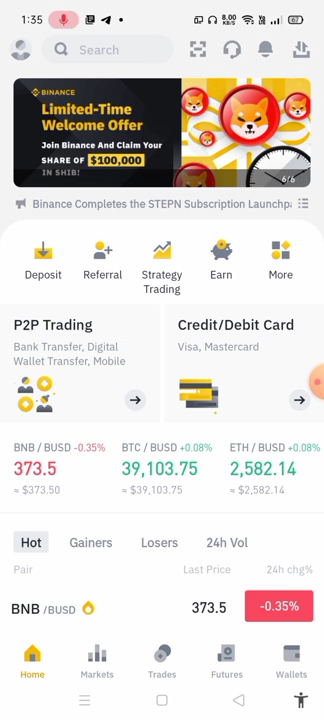 1:35
8.00
KB/S
67
Search
BINANCE
Limited-Time
Welcome Offer
Join Binance And Claim Your
SHARE OF $100,000
IN SHIB!
6/6
Binance Completes the STEPN Subscription Launchpa
Deposit
Referral
Strategy
Trading
Earn
More
P2P Trading
Bank Transfer, Digital
Wallet Transfer, Mobile
Credit/Debit Card
Visa, Mastercard
BNB / BUSD -0.35%
373.5
≈ $373.50
BTC / BUSD +0.08%
39,103.75
≈ $39,103.75
ETH / BUSD +0.08%
2,582.14
≈ $2,582.14
Hot Gainers Losers 24h Vol
Pair Last Price 24h chg%
BNB /BUSD 373.5 -0.35%
Home Markets Trades Futures Wallets